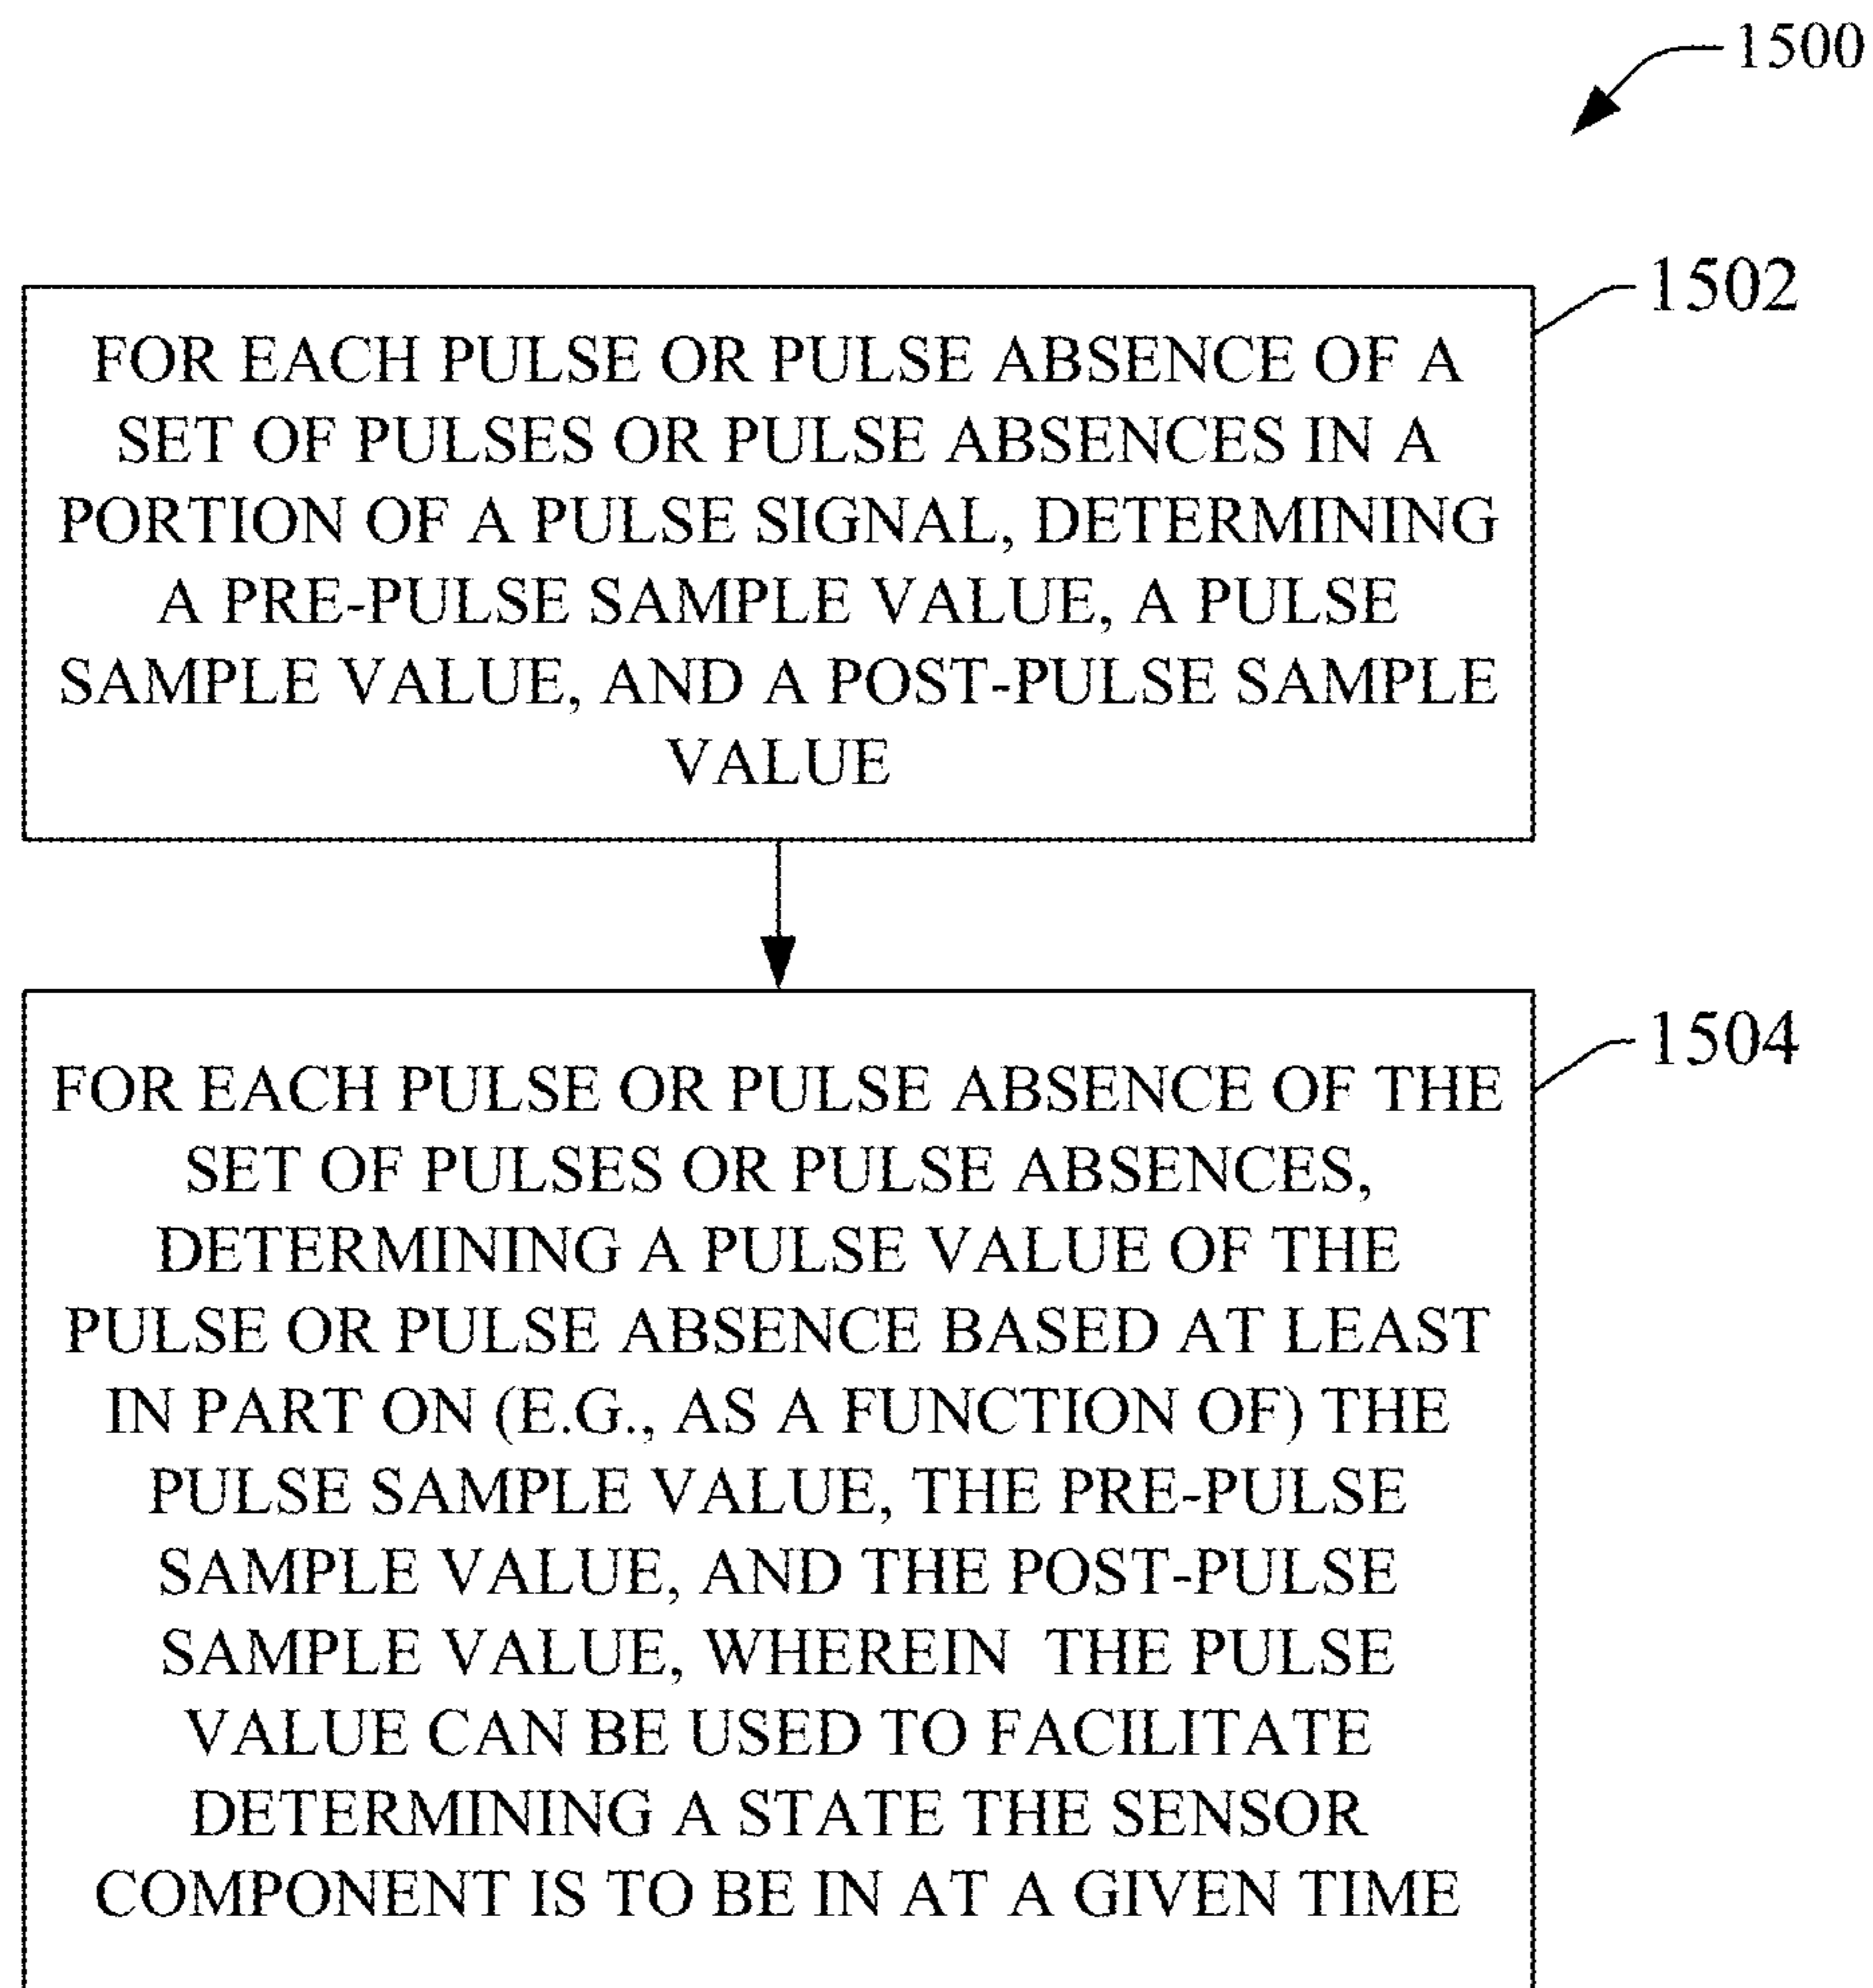 1500
1502
FOR EACH PULSE OR PULSE ABSENCE OF A
SET OF PULSES OR PULSE ABSENCES IN A
PORTION OF A PULSE SIGNAL, DETERMINING
A PRE-PULSE SAMPLE VALUE, A PULSE
SAMPLE VALUE, AND A POST-PULSE SAMPLE
VALUE
1504
FOR EACH PULSE OR PULSE ABSENCE OF THE
SET OF PULSES OR PULSE ABSENCES,
DETERMINING A PULSE VALUE OF THE
PULSE OR PULSE ABSENCE BASED AT LEAST
IN PART ON (E.G., AS A FUNCTION OF) THE
PULSE SAMPLE VALUE, THE PRE-PULSE
SAMPLE VALUE, AND THE POST-PULSE
SAMPLE VALUE, WHEREIN THE PULSE
VALUE CAN BE USED TO FACILITATE
DETERMINING A STATE THE SENSOR
COMPONENT IS TO BE IN AT A GIVEN TIME